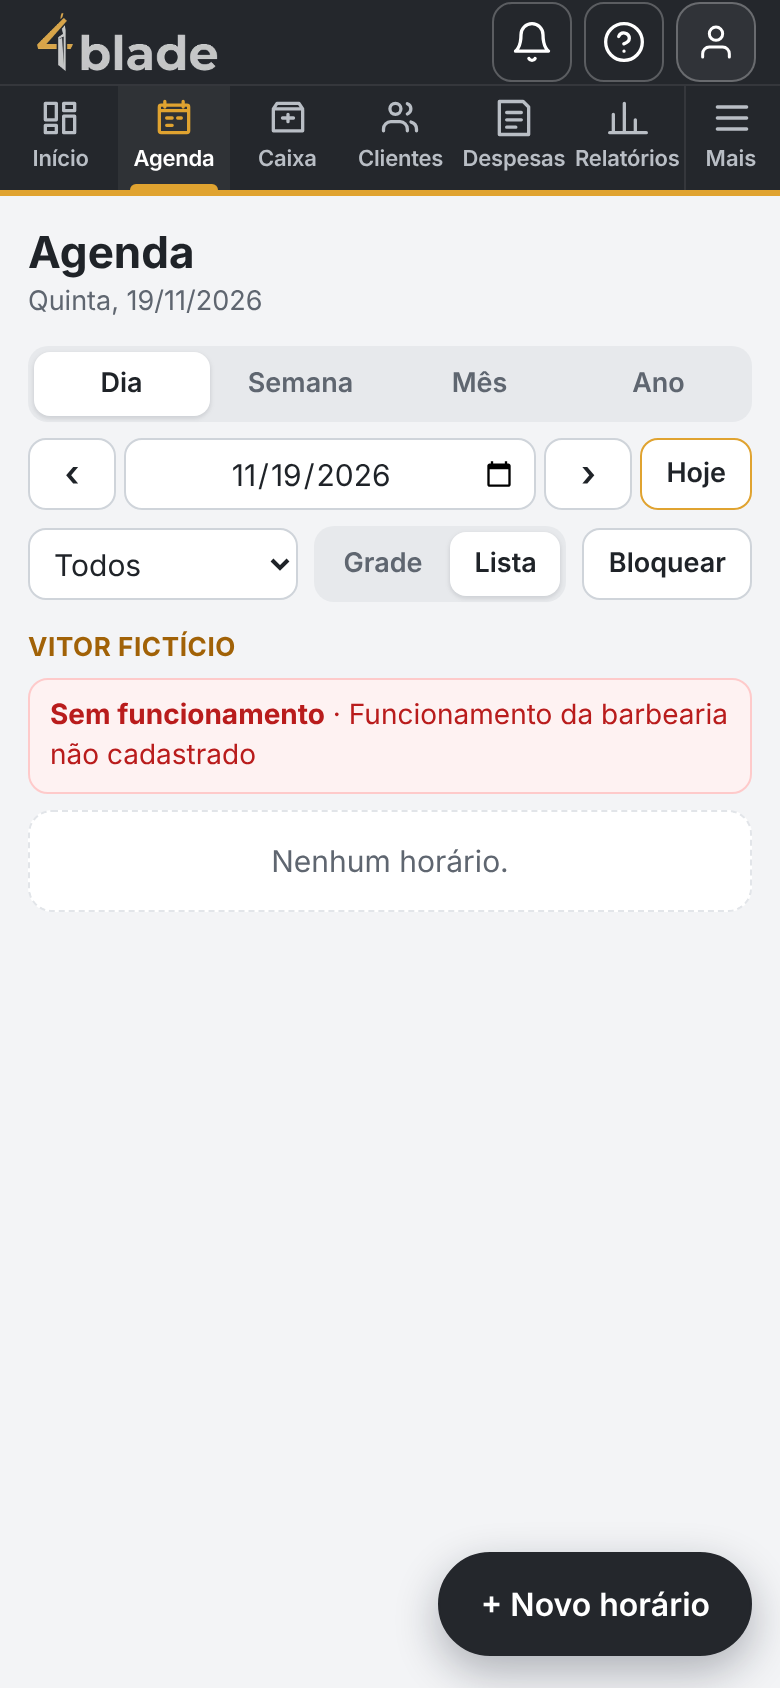 4blade
Início
Agenda
Caixa
Clientes
Despesas
Relatórios
Mais
Agenda
Quinta, 19/11/2026
Dia
Semana
Mês
Ano
‹
11/19/2026
›
Hoje
Todos
Grade
Lista
Bloquear
VITOR FICTÍCIO
Sem funcionamento · Funcionamento da barbearia
não cadastrado
Nenhum horário.
+ Novo horário